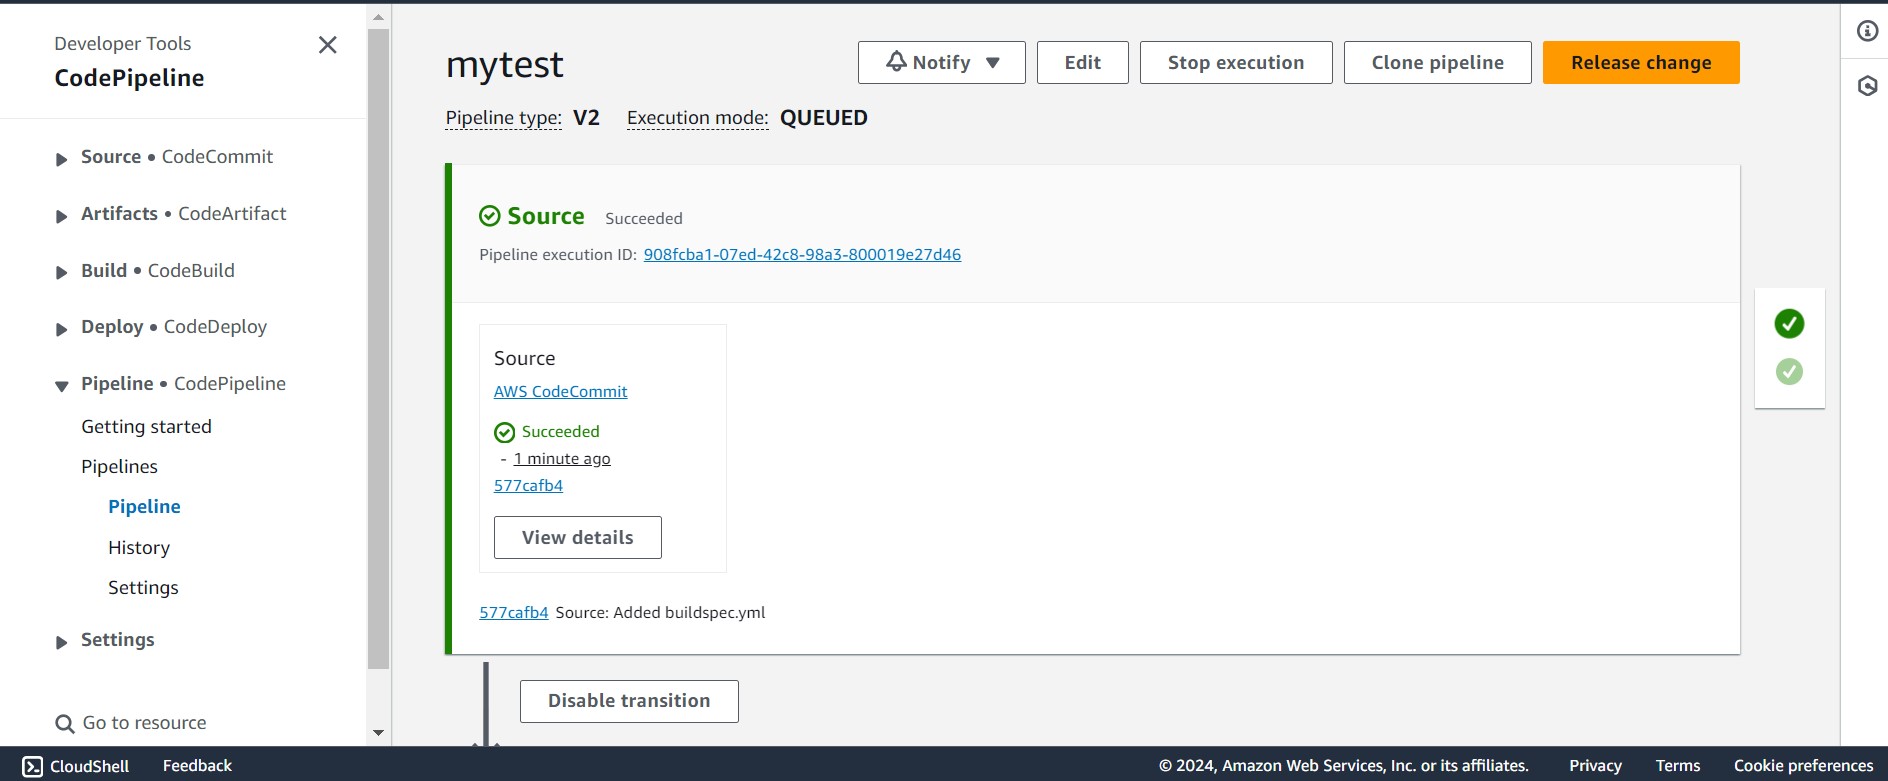 Developer Tools
CodePipeline
Source • CodeCommit
Artifacts • CodeArtifact
Build • CodeBuild
Deploy • CodeDeploy
Pipeline • CodePipeline
Getting started
Pipelines
Pipeline
History
Settings
Settings
Go to resource
mytest
Notify
Edit
Stop execution
Clone pipeline
Release change
Pipeline type: V2 Execution mode: QUEUED
Source Succeeded
Pipeline execution ID: 908fcba1-07ed-42c8-98a3-800019e27d46
Source
AWS CodeCommit
Succeeded
- 1 minute ago
577cafb4
View details
577cafb4 Source: Added buildspec.yml
Disable transition
CloudShell Feedback
© 2024, Amazon Web Services, Inc. or its affiliates. Privacy Terms Cookie preferences